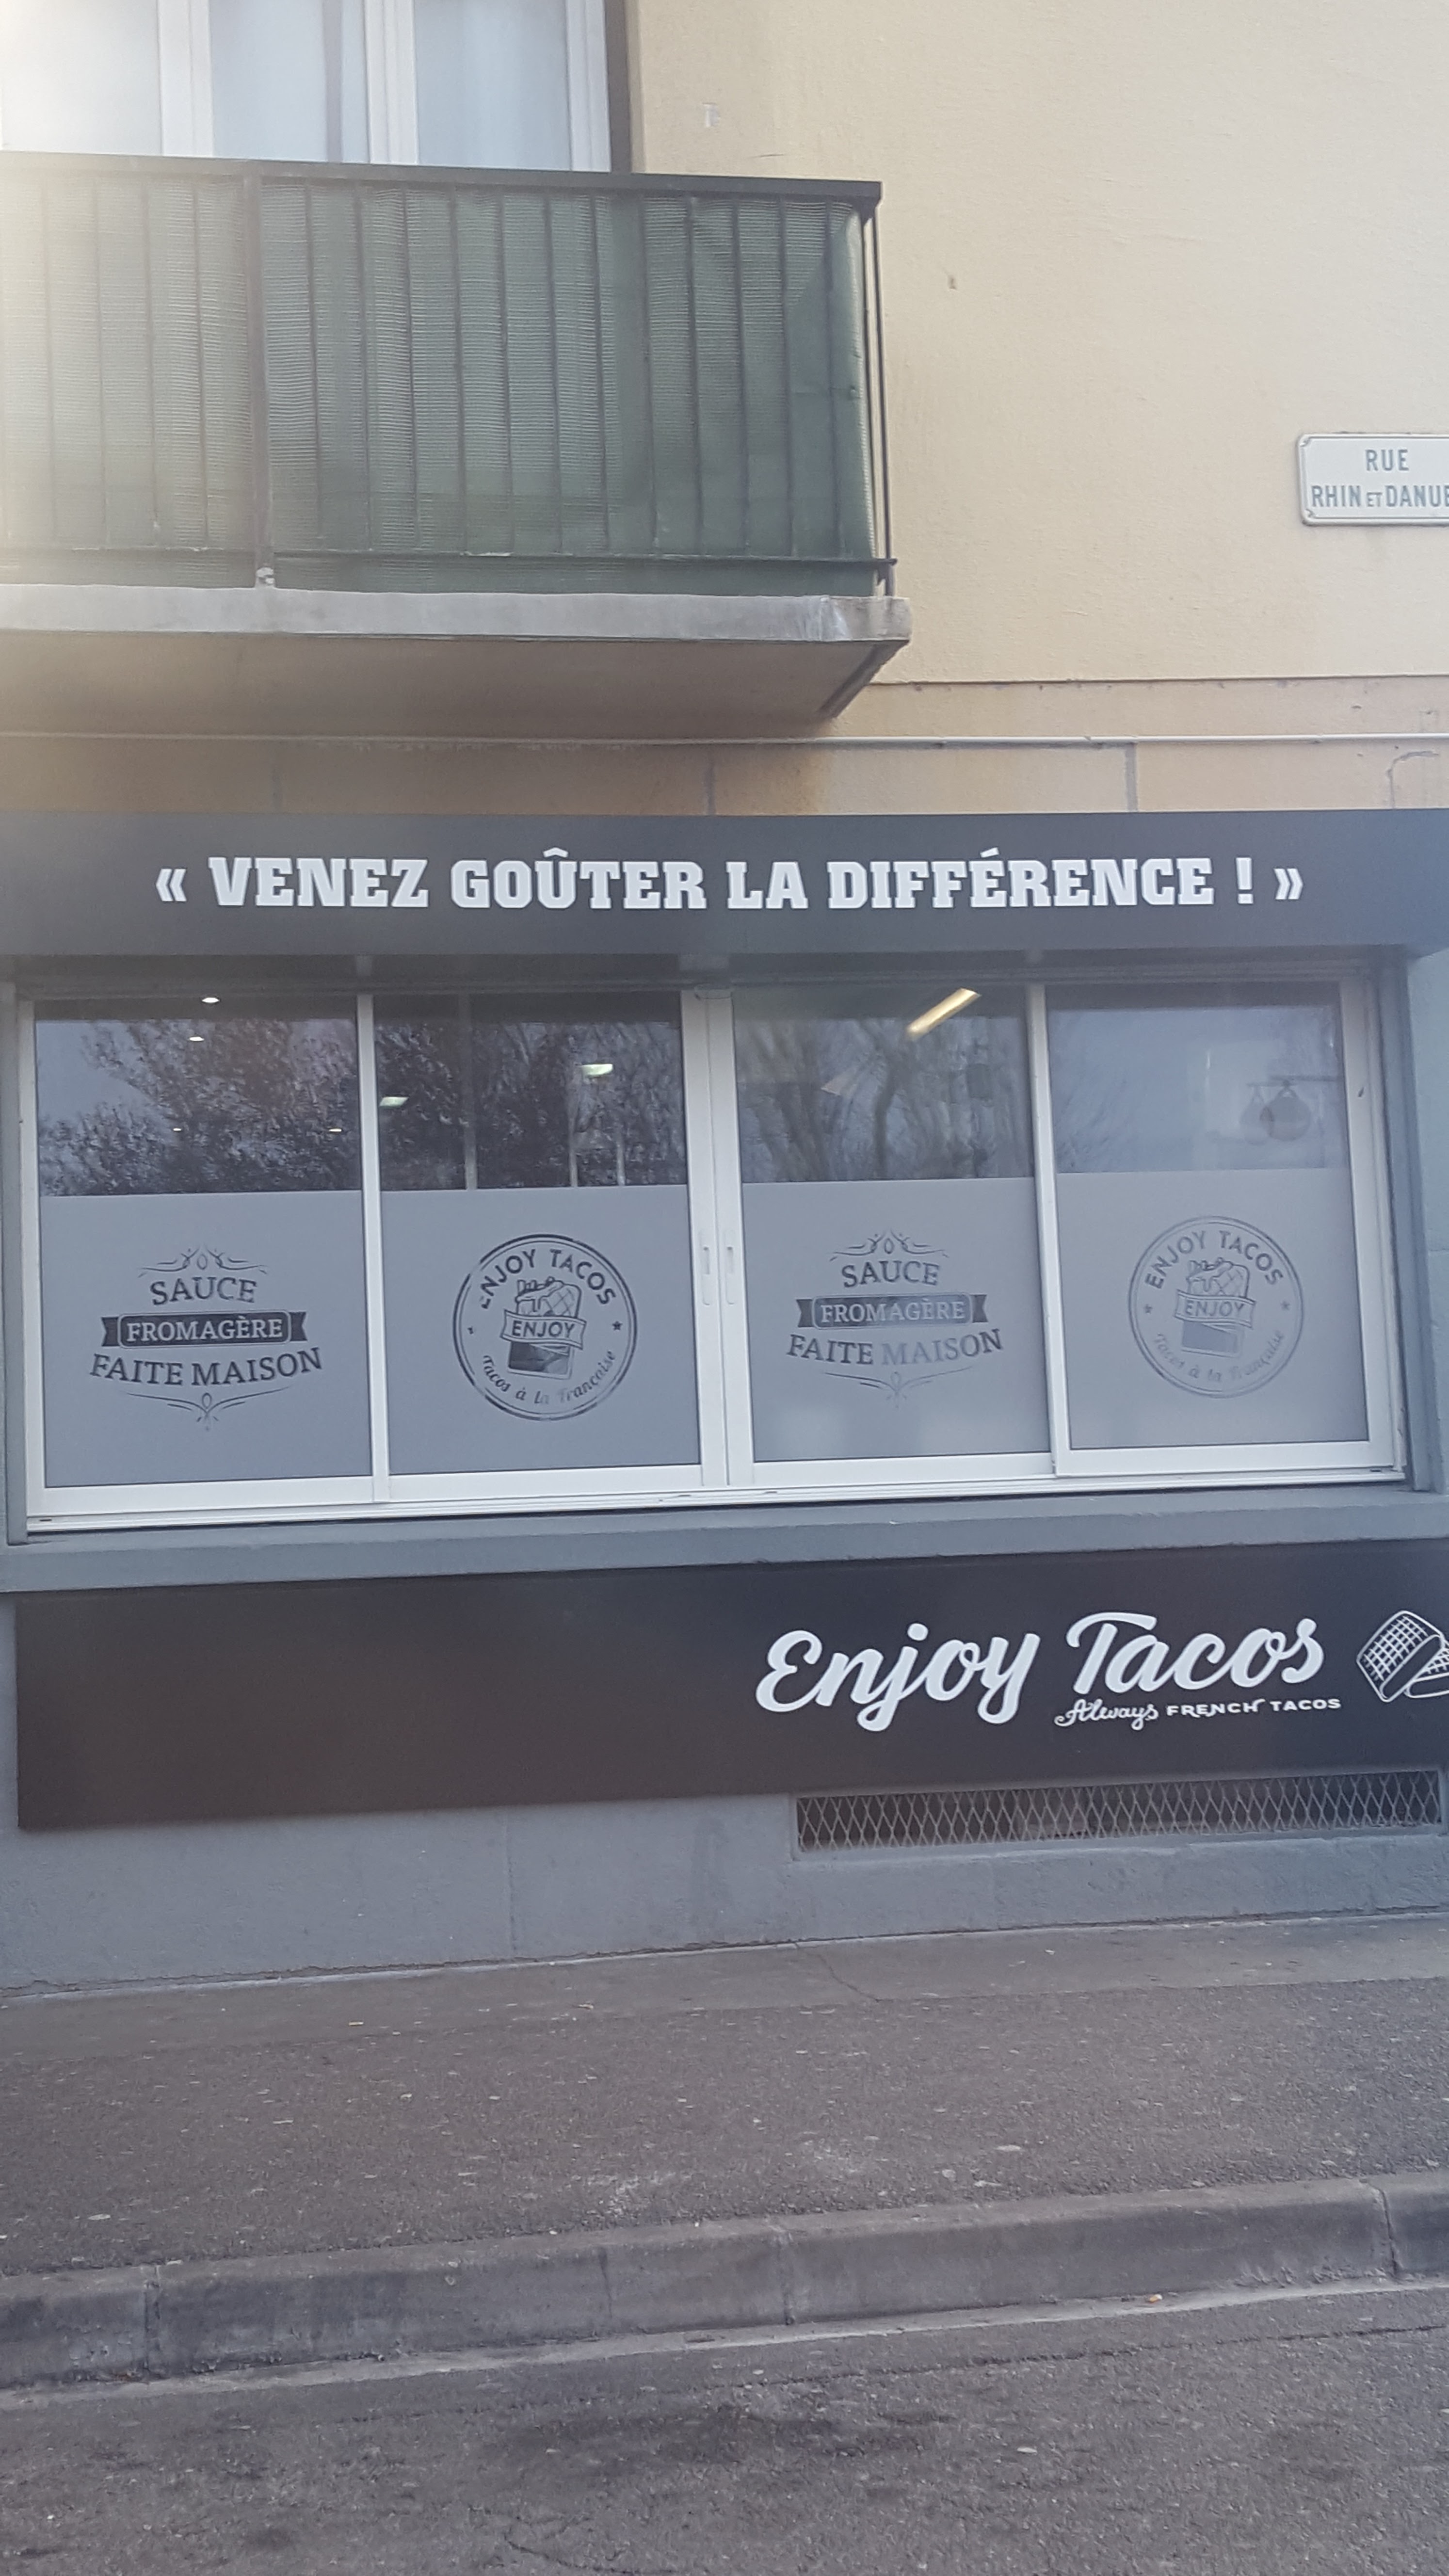 RUE
RHIN ET DANUB
« VENEZ GOÛTER LA DIFFÉRENCE ! »
SAUCE
FROMAGÈRE
FAITE MAISON
ENJOY TACOS
ENJOY
Tacos à la Française
SAUCE
FROMAGÈRE
FAITE MAISON
ENJOY TACOS
ENJOY
Tacos à la Française
Enjoy Tacos
Always FRENCH TACOS